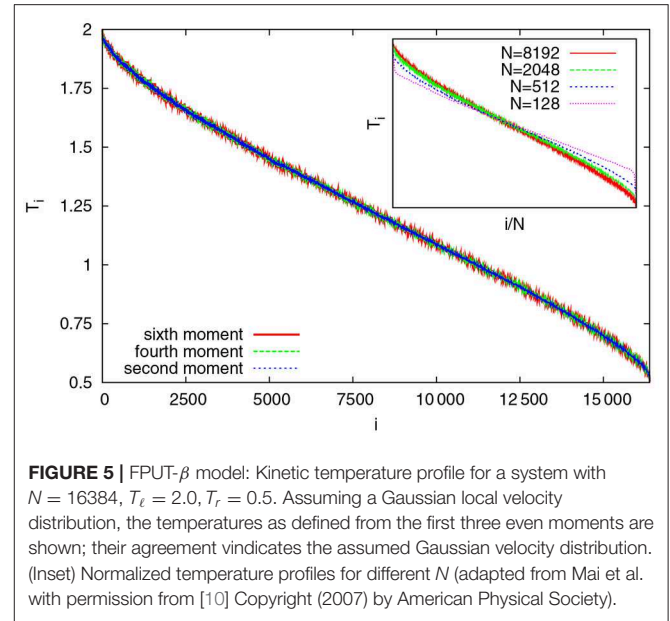 2
1.75
1.5
1.25
1
0.75
0.5
T_i
0 2500 5000 7500 10 000 12 500 15 000
i
sixth moment
fourth moment
second moment
N=8192
N=2048
N=512
N=128
T_i
i/N
FIGURE 5 | FPUT-β model: Kinetic temperature profile for a system with
N = 16384, T_ℓ = 2.0, T_r = 0.5. Assuming a Gaussian local velocity
distribution, the temperatures as defined from the first three even moments are
shown; their agreement vindicates the assumed Gaussian velocity distribution.
(Inset) Normalized temperature profiles for different N (adapted from Mai et al.
with permission from [10] Copyright (2007) by American Physical Society).